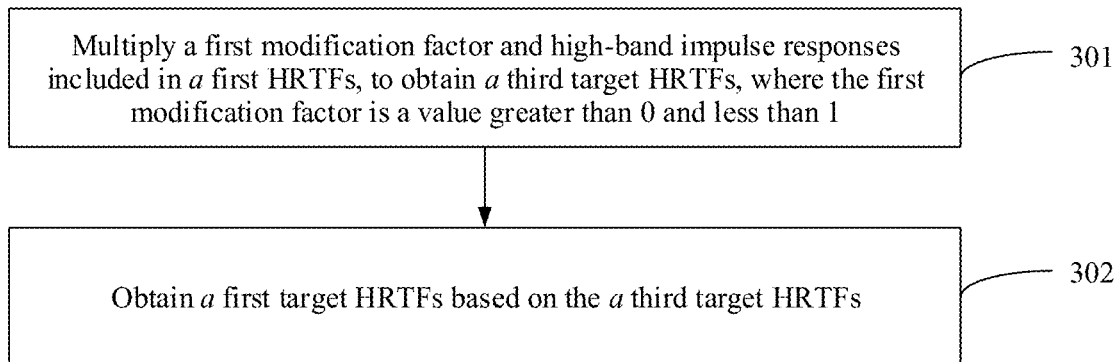 Multiply a first modification factor and high-band impulse responses
included in a first HRTFs, to obtain a third target HRTFs, where the first
modification factor is a value greater than 0 and less than 1
301
Obtain a first target HRTFs based on the a third target HRTFs
302